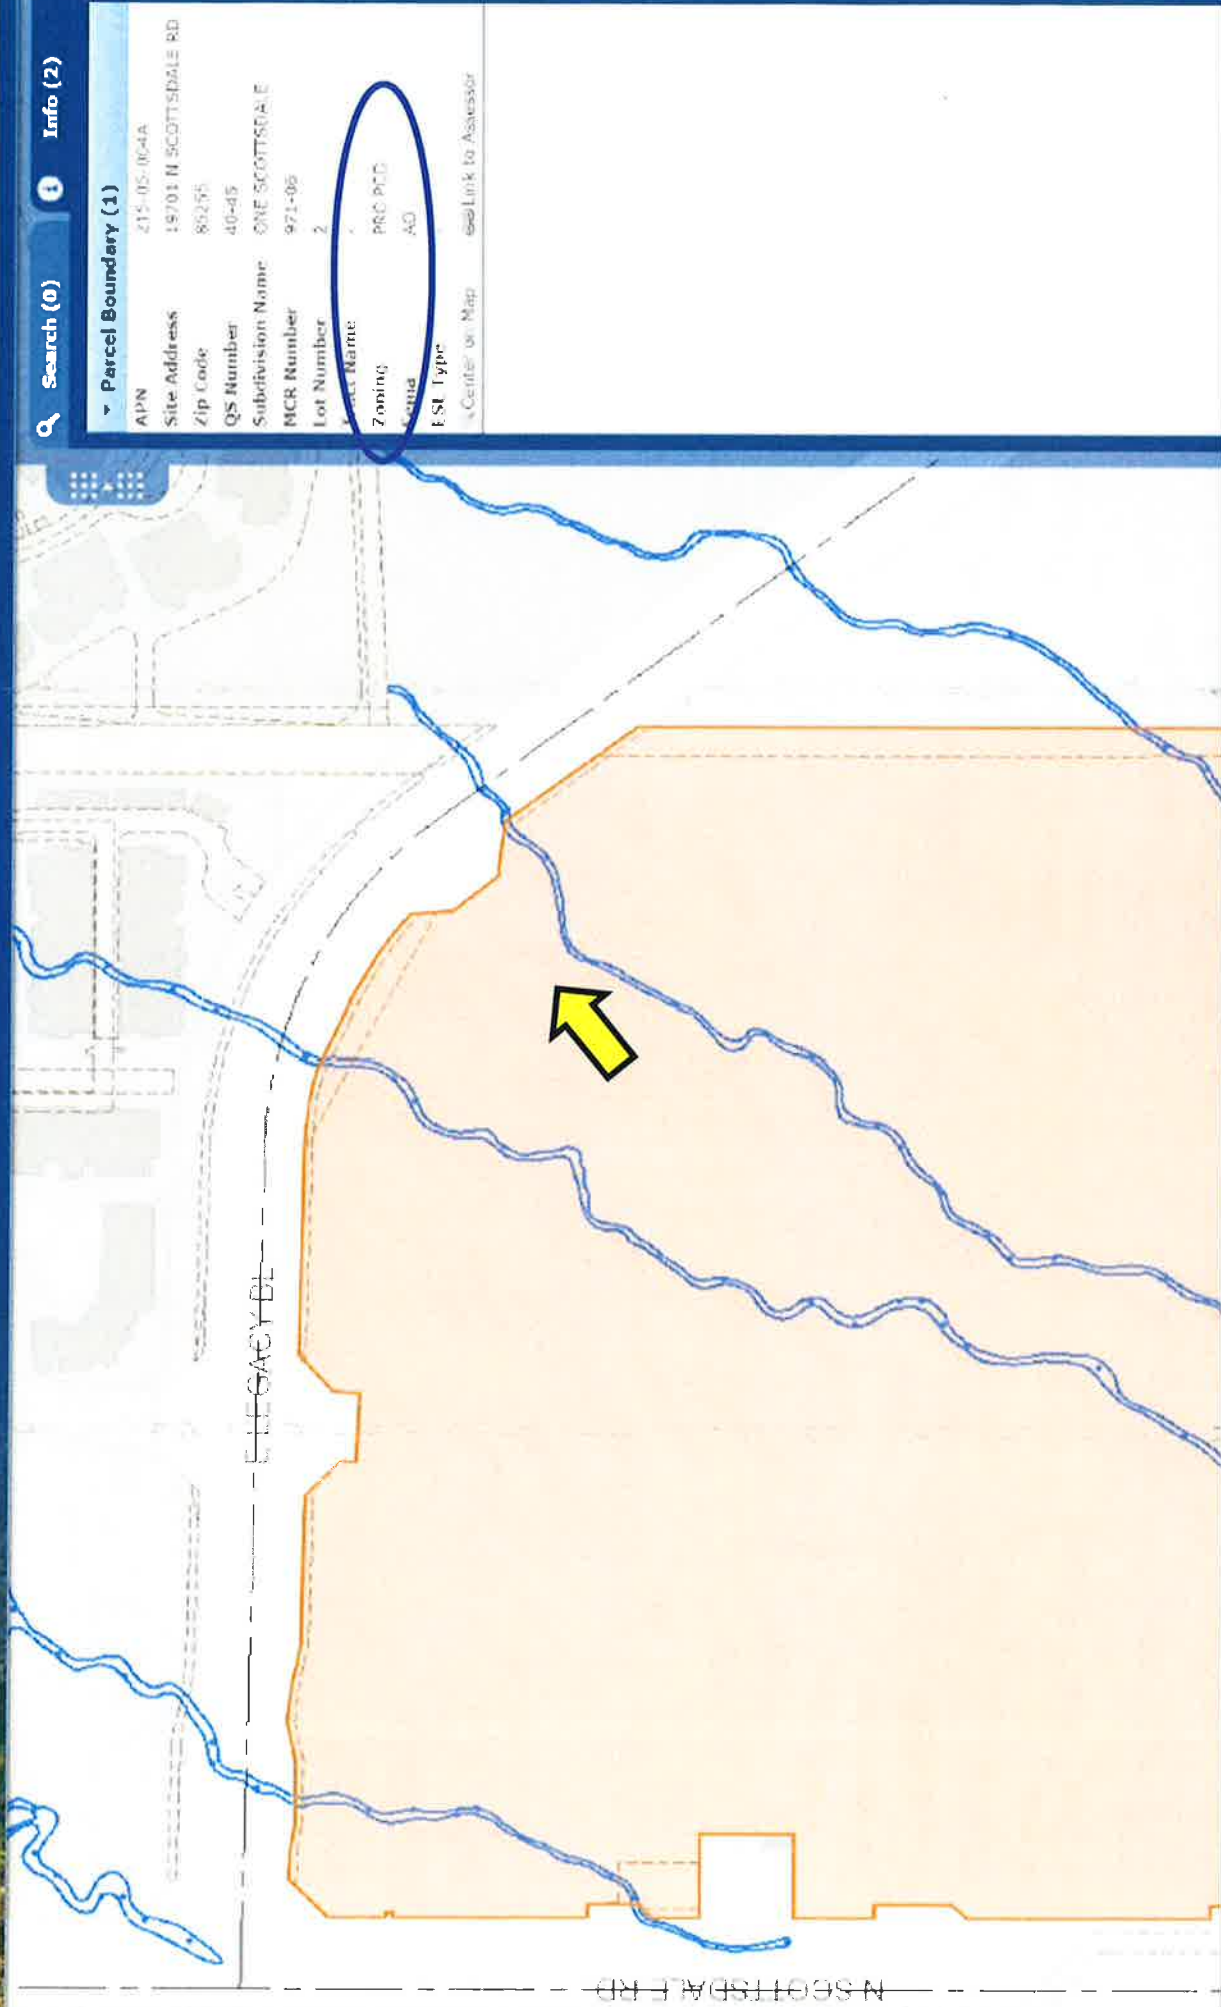 Search (0)
Info (2)
Parcel Boundary (1)
APN 215-05-004A
Site Address 19701 N SCOTTSDALE RD
Zip Code 85255
QS Number 40-45
Subdivision Name ONE SCOTTSDALE
MCR Number 971-06
Lot Number 2
Name
Zoning PRC PCD
Fema AO
ESL Type
Center on Map Link to Assessor
E LEGACY BL
N SCOTTSDALE RD